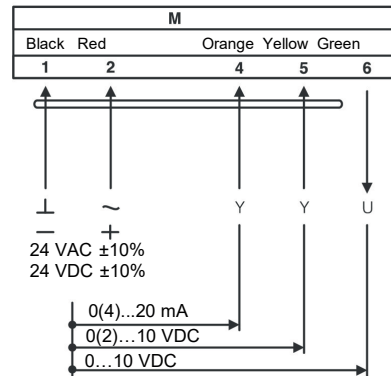 M
Black Red Orange Yellow Green
1 2 4 5 6
⊥ ~ Y Y U
− +
24 VAC ±10%
24 VDC ±10%
0(4)...20 mA
0(2)…10 VDC
0…10 VDC